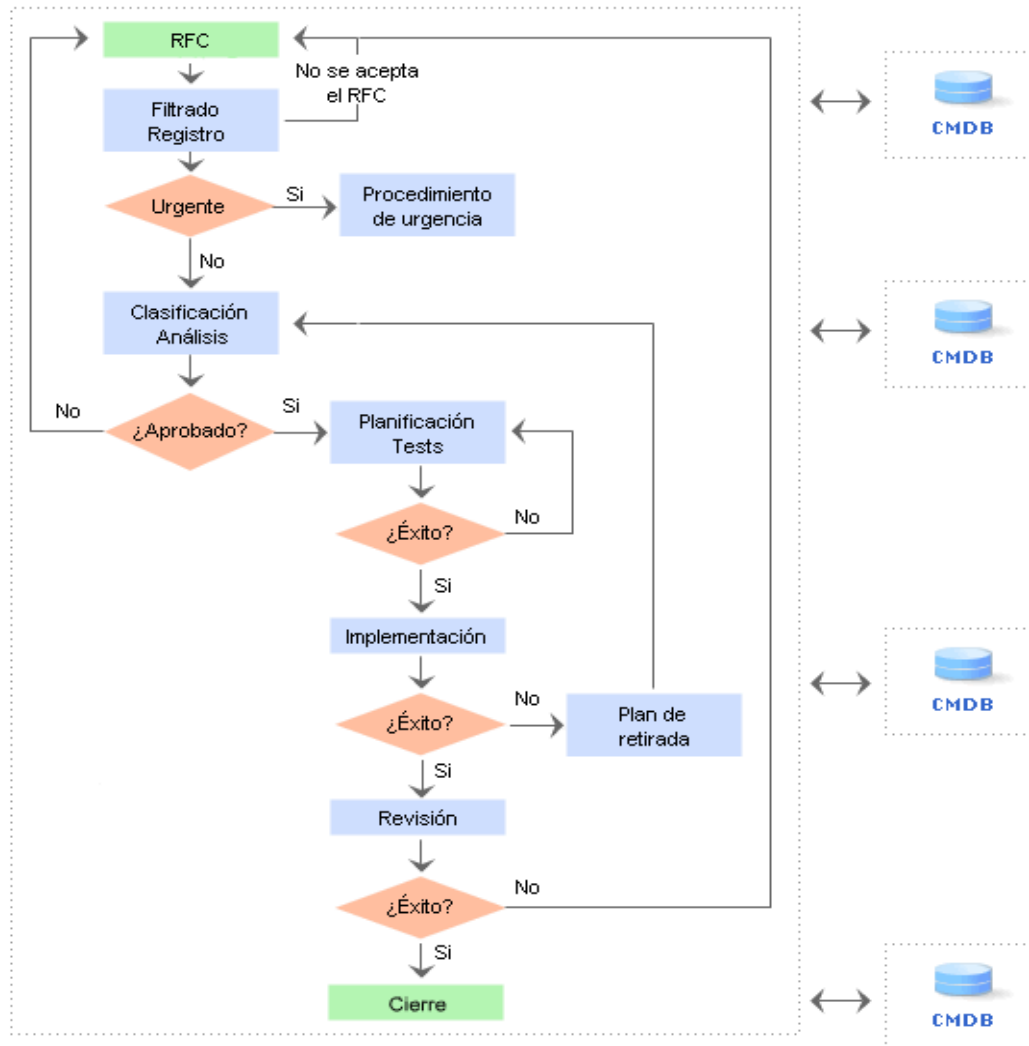 RFC
No se acepta
el RFC
CMDB
Filtrado
Registro
Urgente
Si
Procedimiento
de urgencia
No
Clasificación
Análisis
CMDB
No
¿Aprobado?
Si
Planificación
Tests
¿Éxito?
No
Si
Implementación
¿Éxito?
No
Plan de
retirada
CMDB
Si
Revisión
¿Éxito?
No
Si
Cierre
CMDB